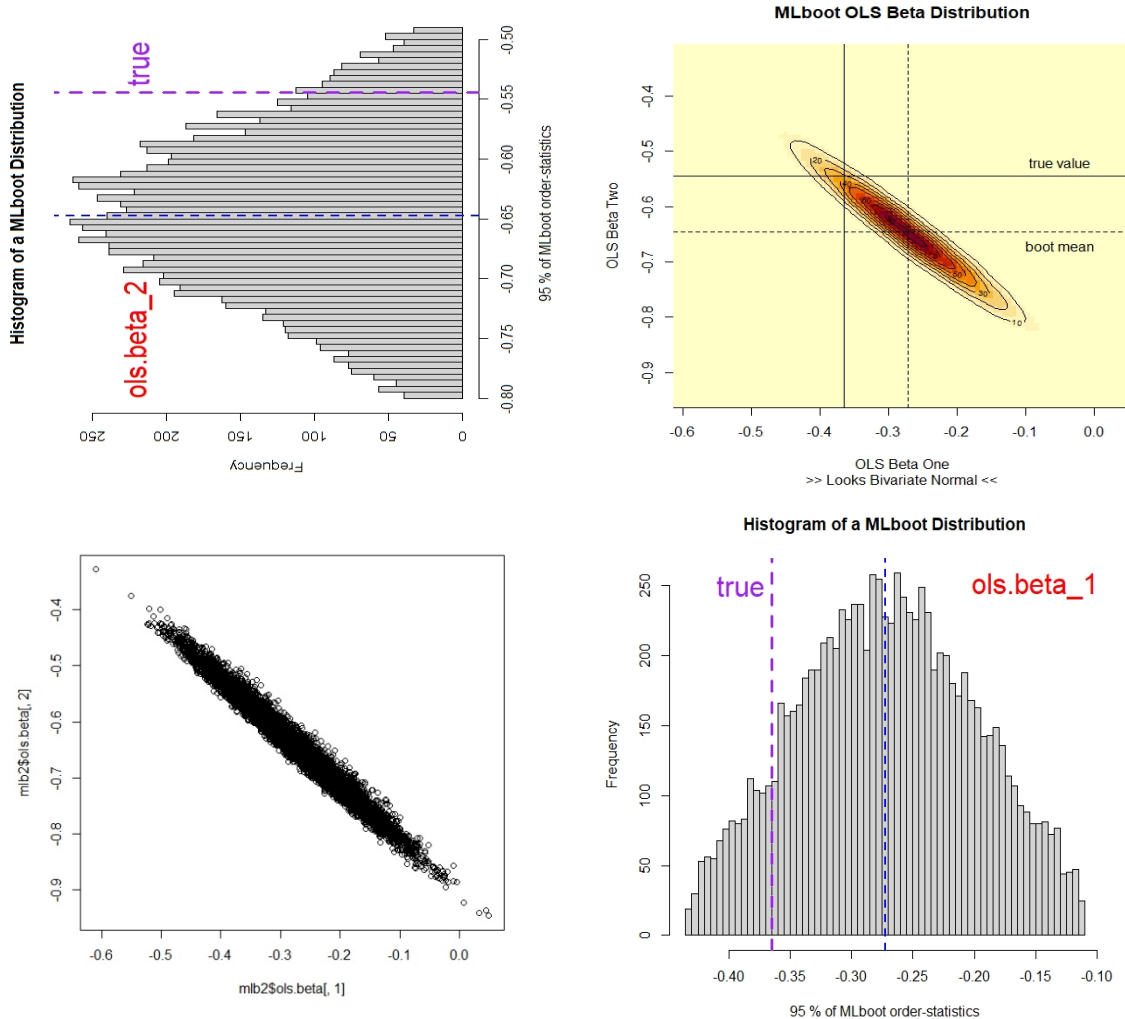 Histogram of a MLboot Distribution
true
ols.beta_2
-0.50
-0.55
-0.60
-0.65
-0.70
-0.75
-0.80
95 % of MLboot order-statistics
250 200 150 100 50 0
Frequency
MLboot OLS Beta Distribution
-0.4
-0.5
-0.6
-0.7
-0.8
-0.9
OLS Beta Two
true value
boot mean
20
30
50
30
10
-0.6 -0.5 -0.4 -0.3 -0.2 -0.1 0.0
OLS Beta One
>> Looks Bivariate Normal <<
-0.4
-0.5
-0.6
-0.7
-0.8
-0.9
mlb2$ols.beta[, 2]
-0.6 -0.5 -0.4 -0.3 -0.2 -0.1 0.0
mlb2$ols.beta[, 1]
Histogram of a MLboot Distribution
true
ols.beta_1
250
200
150
100
50
0
Frequency
-0.40 -0.35 -0.30 -0.25 -0.20 -0.15 -0.10
95 % of MLboot order-statistics